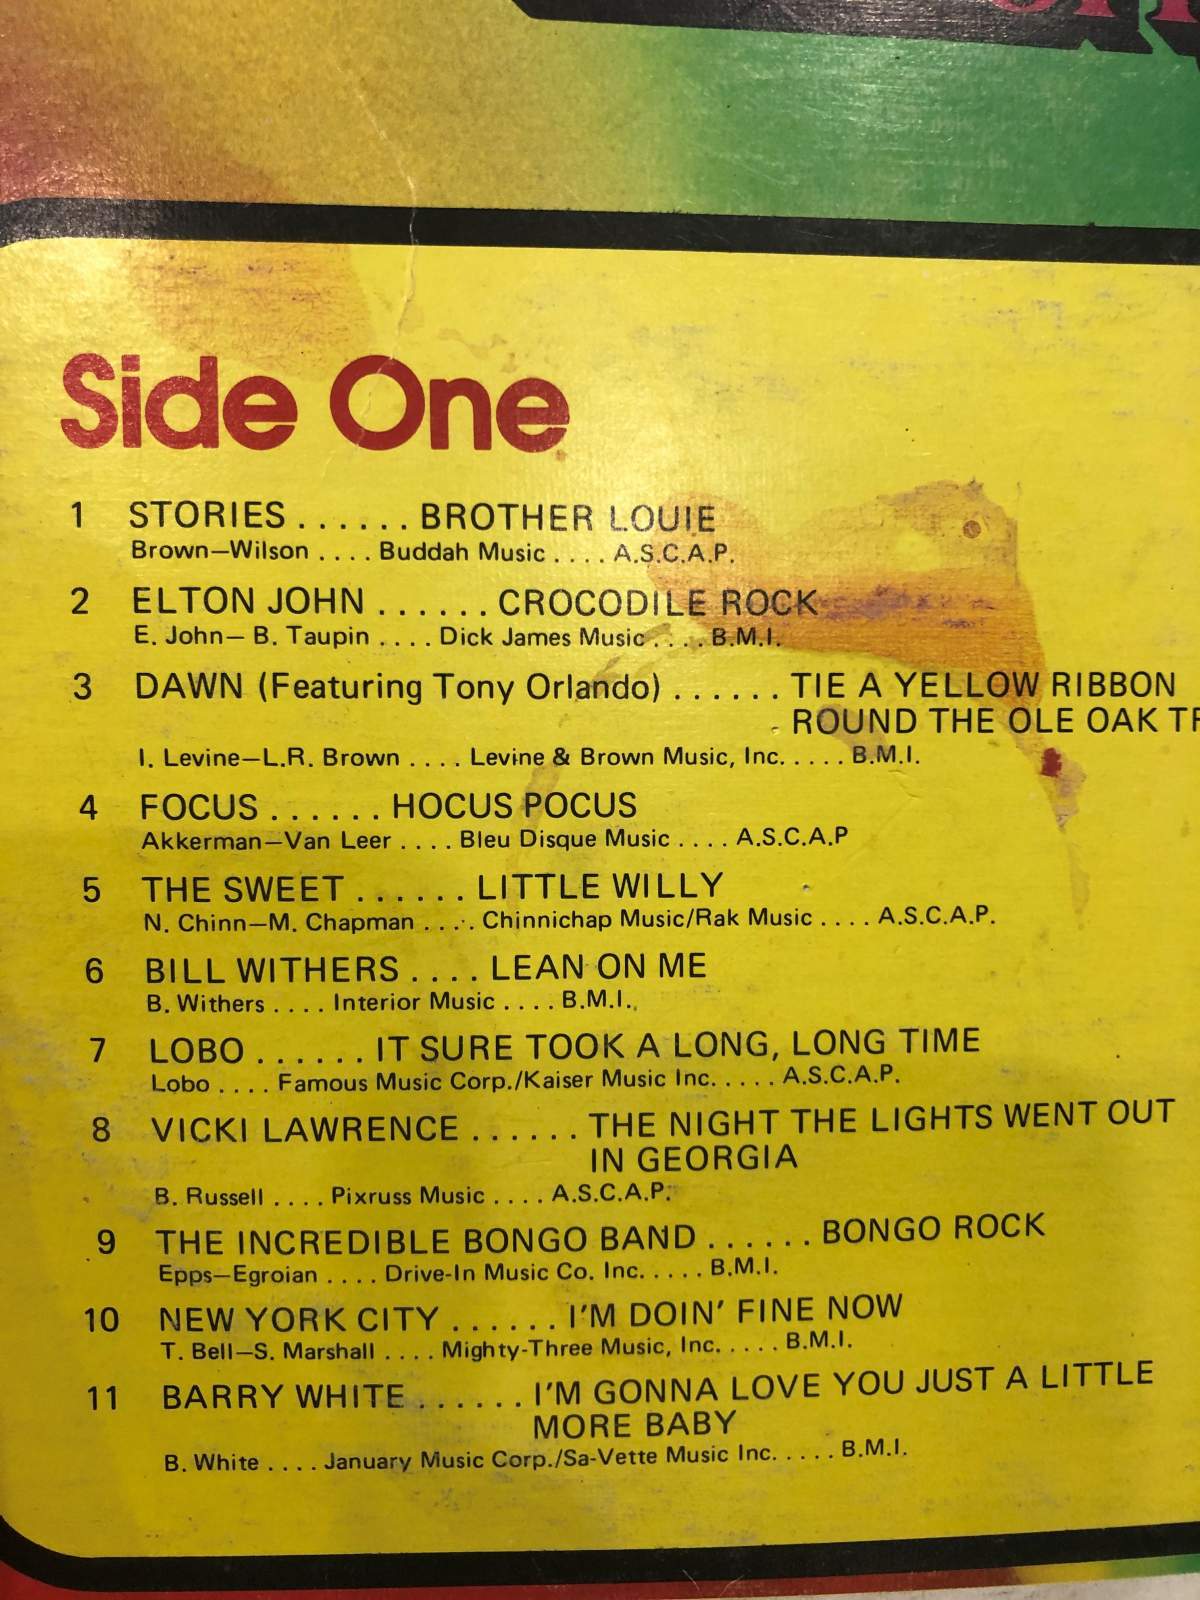 Side One
1 STORIES ...... BROTHER LOUIE
Brown—Wilson .... Buddah Music .... A.S.C.A.P.
2 ELTON JOHN ...... CROCODILE ROCK
E. John— B. Taupin .... Dick James Music .... B.M.I.
3 DAWN (Featuring Tony Orlando) ...... TIE A YELLOW RIBBON
ROUND THE OLE OAK
I. Levine—L.R. Brown .... Levine & Brown Music, Inc. .... B.M.I.
4 FOCUS ...... HOCUS POCUS
Akkerman—Van Leer .... Bleu Disque Music .... A.S.C.A.P
5 THE SWEET ...... LITTLE WILLY
N. Chinn—M. Chapman .... Chinnichap Music/Rak Music .... A.S.C.A.P.
6 BILL WITHERS .... LEAN ON ME
B. Withers .... Interior Music .... B.M.I.
7 LOBO ...... IT SURE TOOK A LONG, LONG TIME
Lobo .... Famous Music Corp./Kaiser Music Inc. .... A.S.C.A.P.
8 VICKI LAWRENCE ...... THE NIGHT THE LIGHTS WENT OUT
IN GEORGIA
B. Russell .... Pixruss Music .... A.S.C.A.P.
9 THE INCREDIBLE BONGO BAND ...... BONGO ROCK
Epps—Egroian .... Drive-In Music Co. Inc. .... B.M.I.
10 NEW YORK CITY ...... I'M DOIN' FINE NOW
T. Bell—S. Marshall .... Mighty-Three Music, Inc. .... B.M.I.
11 BARRY WHITE ...... I'M GONNA LOVE YOU JUST A LITTLE
MORE BABY
B. White .... January Music Corp./Sa-Vette Music Inc. .... B.M.I.